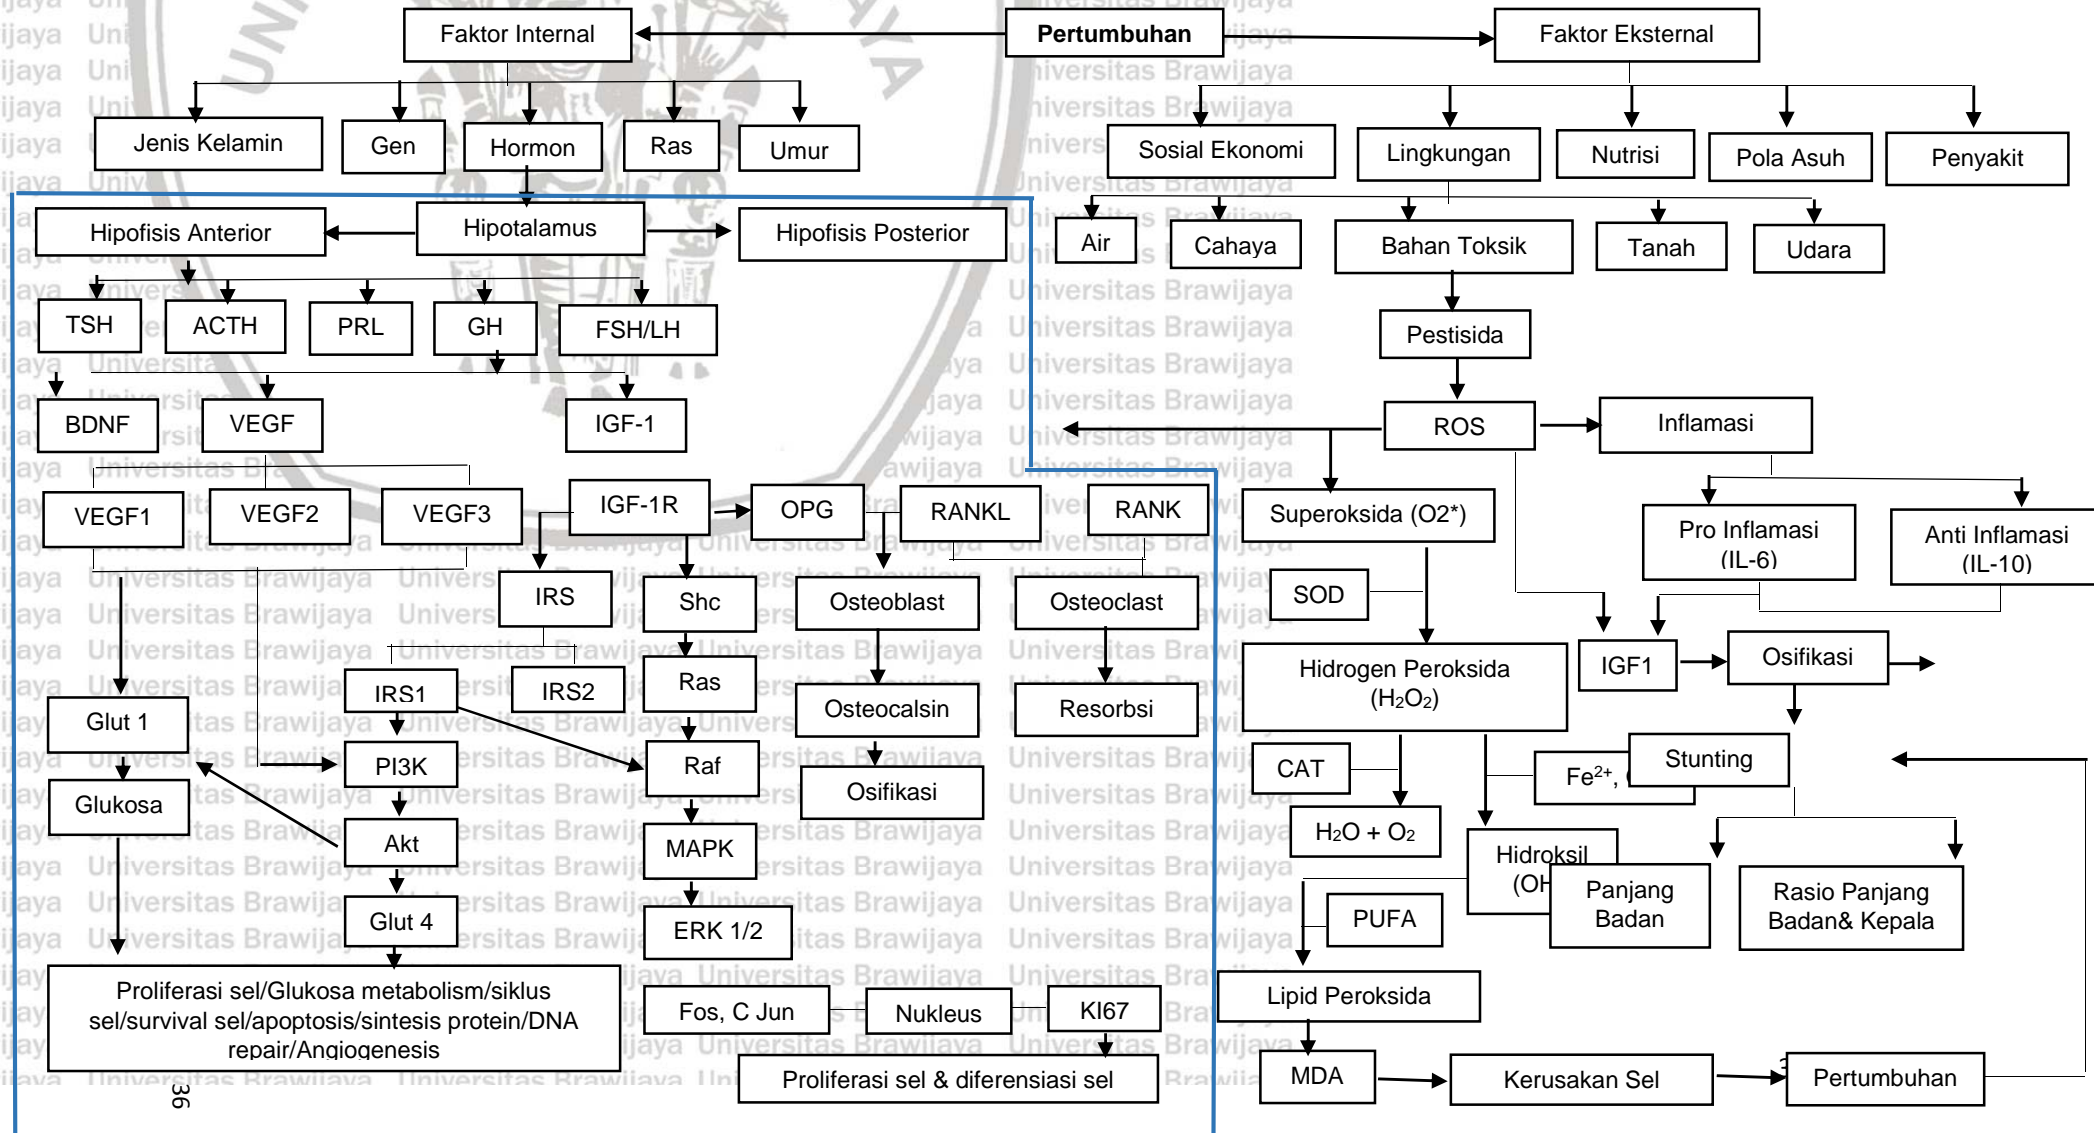 Faktor Internal
Pertumbuhan
Faktor Eksternal
Jenis Kelamin
Gen
Hormon
Ras
Umur
Sosial Ekonomi
Lingkungan
Nutrisi
Pola Asuh
Penyakit
Hipofisis Anterior
Hipotalamus
Hipofisis Posterior
Air
Cahaya
Bahan Toksik
Tanah
Udara
TSH
ACTH
PRL
GH
FSH/LH
Pestisida
BDNF
VEGF
IGF-1
ROS
Inflamasi
VEGF1
VEGF2
VEGF3
IGF-1R
OPG
RANKL
RANK
Superoksida (O2*)
Pro Inflamasi
(IL-6)
Anti Inflamasi
(IL-10)
IRS
Shc
Osteoblast
Osteoclast
SOD
IRS1
IRS2
Ras
Osteocalsin
Resorbsi
Hidrogen Peroksida
(H2O2)
IGF1
Osifikasi
Glut 1
PI3K
Raf
Osifikasi
CAT
Fe2+,
Stunting
Glukosa
Akt
MAPK
H2O + O2
Hidroksil
(OH
Panjang
Badan
Rasio Panjang
Badan& Kepala
Glut 4
ERK 1/2
PUFA
Proliferasi sel/Glukosa metabolism/siklus
sel/survival sel/apoptosis/sintesis protein/DNA
repair/Angiogenesis
Fos, C Jun
Nukleus
KI67
Lipid Peroksida
Proliferasi sel & diferensiasi sel
MDA
Kerusakan Sel
Pertumbuhan
36
Universitas Brawijaya